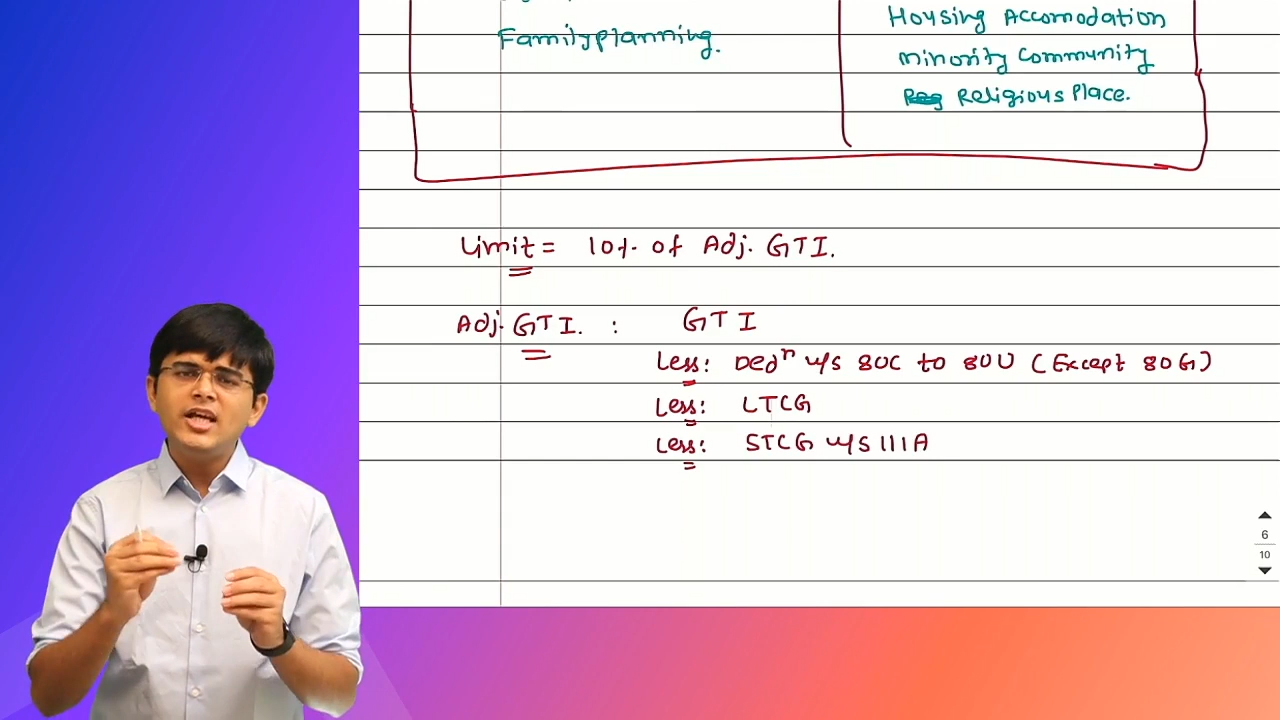 Familyplanning.
Housing Accomodation
Minority Community
Religious Place.
Limit = 10% of Adj. GTI.
Adj. GTI. : GTI
Less: Dedⁿ u/s 80C to 80U (Except 80G)
Less: LTCG
Less: STCG u/s 111A
6
10